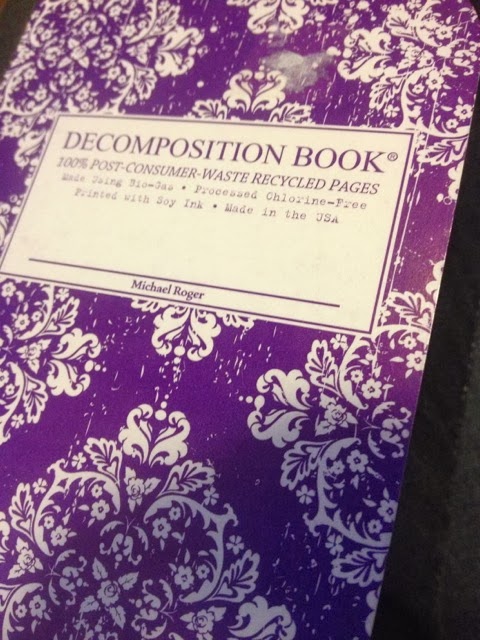 DECOMPOSITION BOOK®
100% POST-CONSUMER-WASTE RECYCLED PAGES
Made Using Bio-Gas • Processed Chlorine-Free
Printed with Soy Ink • Made in the USA
Michael Roger